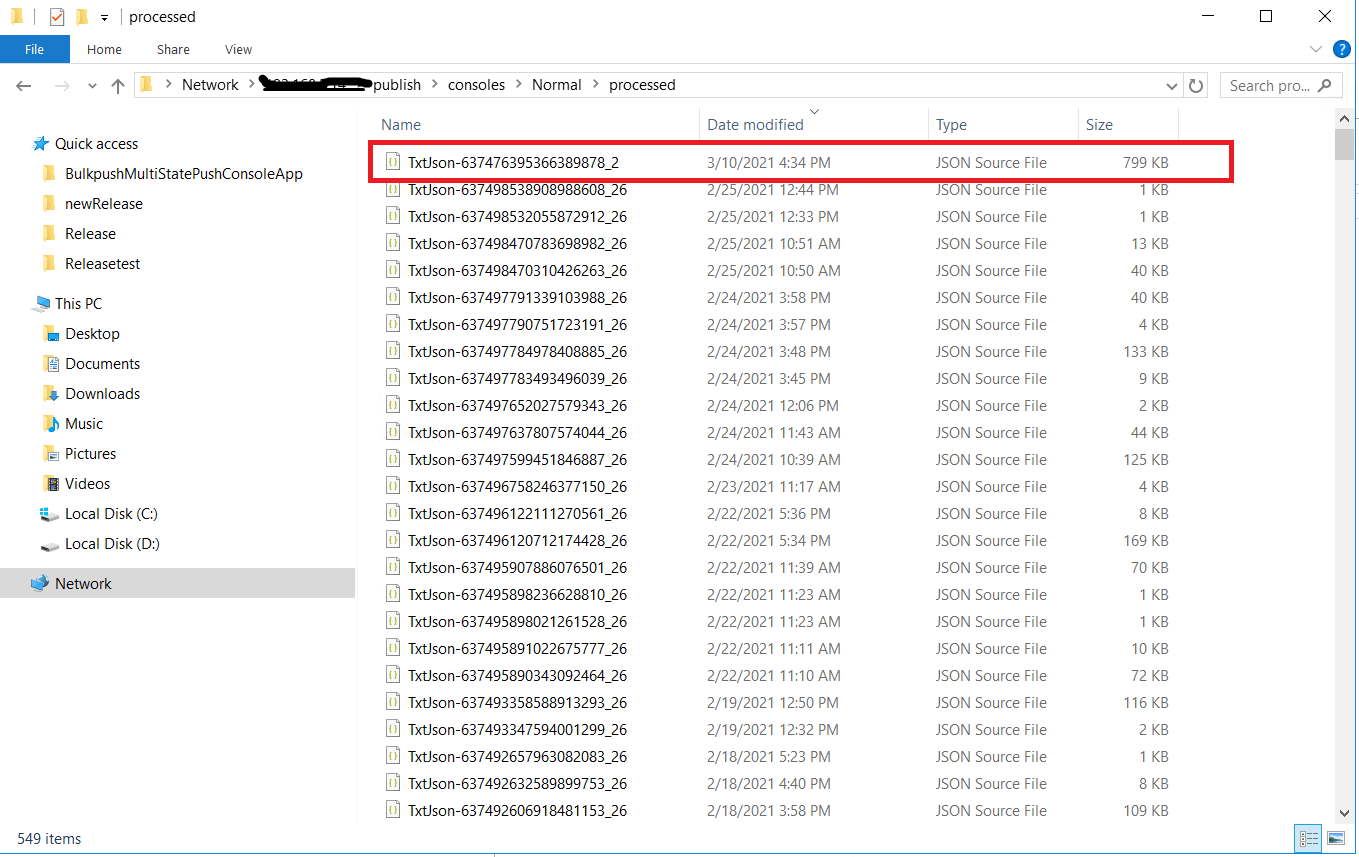 processed
File Home Share View
Network publish consoles Normal processed Search pro...
Name Date modified Type Size
Quick access
BulkpushMultiStatePushConsoleApp
newRelease
Release
Releasetest
This PC
Desktop
Documents
Downloads
Music
Pictures
Videos
Local Disk (C:)
Local Disk (D:)
Network
TxtJson-637476395366389878_2 3/10/2021 4:34 PM JSON Source File 799 KB
TxtJson-637498538908988608_26 2/25/2021 12:44 PM JSON Source File 1 KB
TxtJson-637498532055872912_26 2/25/2021 12:33 PM JSON Source File 1 KB
TxtJson-637498470783698982_26 2/25/2021 10:51 AM JSON Source File 13 KB
TxtJson-637498470310426263_26 2/25/2021 10:50 AM JSON Source File 40 KB
TxtJson-637497791339103988_26 2/24/2021 3:58 PM JSON Source File 40 KB
TxtJson-637497790751723191_26 2/24/2021 3:57 PM JSON Source File 4 KB
TxtJson-637497784978408885_26 2/24/2021 3:48 PM JSON Source File 133 KB
TxtJson-637497783493496039_26 2/24/2021 3:45 PM JSON Source File 9 KB
TxtJson-637497652027579343_26 2/24/2021 12:06 PM JSON Source File 2 KB
TxtJson-637497637807574044_26 2/24/2021 11:43 AM JSON Source File 44 KB
TxtJson-637497599451846887_26 2/24/2021 10:39 AM JSON Source File 125 KB
TxtJson-637496758246377150_26 2/23/2021 11:17 AM JSON Source File 4 KB
TxtJson-637496122111270561_26 2/22/2021 5:36 PM JSON Source File 8 KB
TxtJson-637496120712174428_26 2/22/2021 5:34 PM JSON Source File 169 KB
TxtJson-637495907886076501_26 2/22/2021 11:39 AM JSON Source File 70 KB
TxtJson-637495898236628810_26 2/22/2021 11:23 AM JSON Source File 1 KB
TxtJson-637495898021261528_26 2/22/2021 11:23 AM JSON Source File 1 KB
TxtJson-637495891022675777_26 2/22/2021 11:11 AM JSON Source File 10 KB
TxtJson-637495890343092464_26 2/22/2021 11:10 AM JSON Source File 72 KB
TxtJson-637493358588913293_26 2/19/2021 12:50 PM JSON Source File 116 KB
TxtJson-637493347594001299_26 2/19/2021 12:32 PM JSON Source File 2 KB
TxtJson-637492657963082083_26 2/18/2021 5:23 PM JSON Source File 1 KB
TxtJson-637492632589899753_26 2/18/2021 4:40 PM JSON Source File 8 KB
TxtJson-637492606918481153_26 2/18/2021 3:58 PM JSON Source File 109 KB
549 items